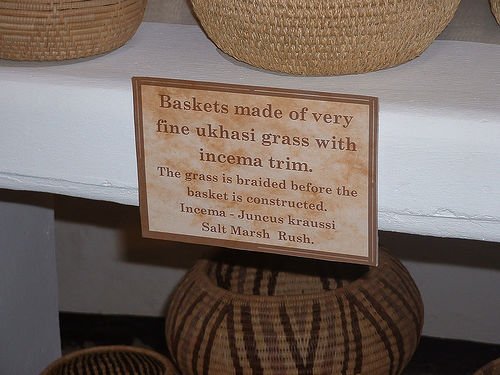 Baskets made of very
fine ukhasi grass with
incema trim.
The grass is braided before the
basket is constructed.
Incema - Juncus kraussi
Salt Marsh Rush.